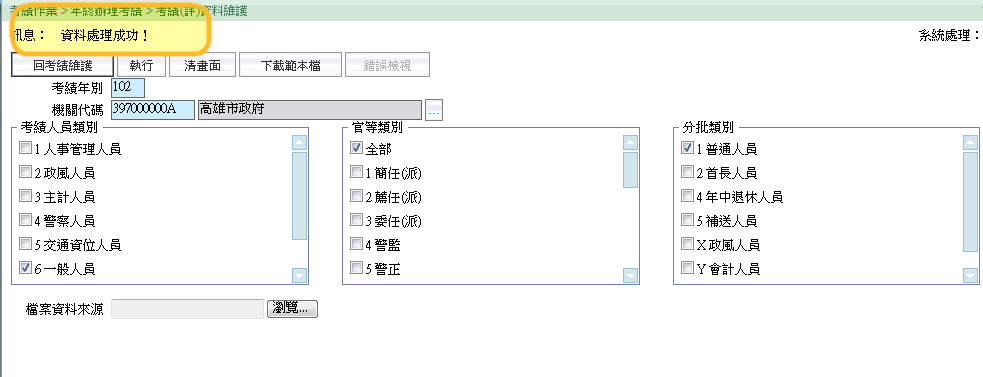 考績作業 > 年終辦理考績 > 考績(評)資料維護
訊息： 資料處理成功！ 系統處理：
回考績維護 執行 清畫面 下載範本檔 錯誤檢視
考績年別 102
機關代碼 397000000A 高雄市政府 ...
考績人員類別
1 人事管理人員
2 政風人員
3 主計人員
4 警察人員
5 交通資位人員
6 一般人員
官等類別
全部
1 簡任(派)
2 薦任(派)
3 委任(派)
4 警監
5 警正
分批類別
1 普通人員
2 首長人員
4 年中退休人員
5 補送人員
X 政風人員
Y 會計人員
檔案資料來源 瀏覽...